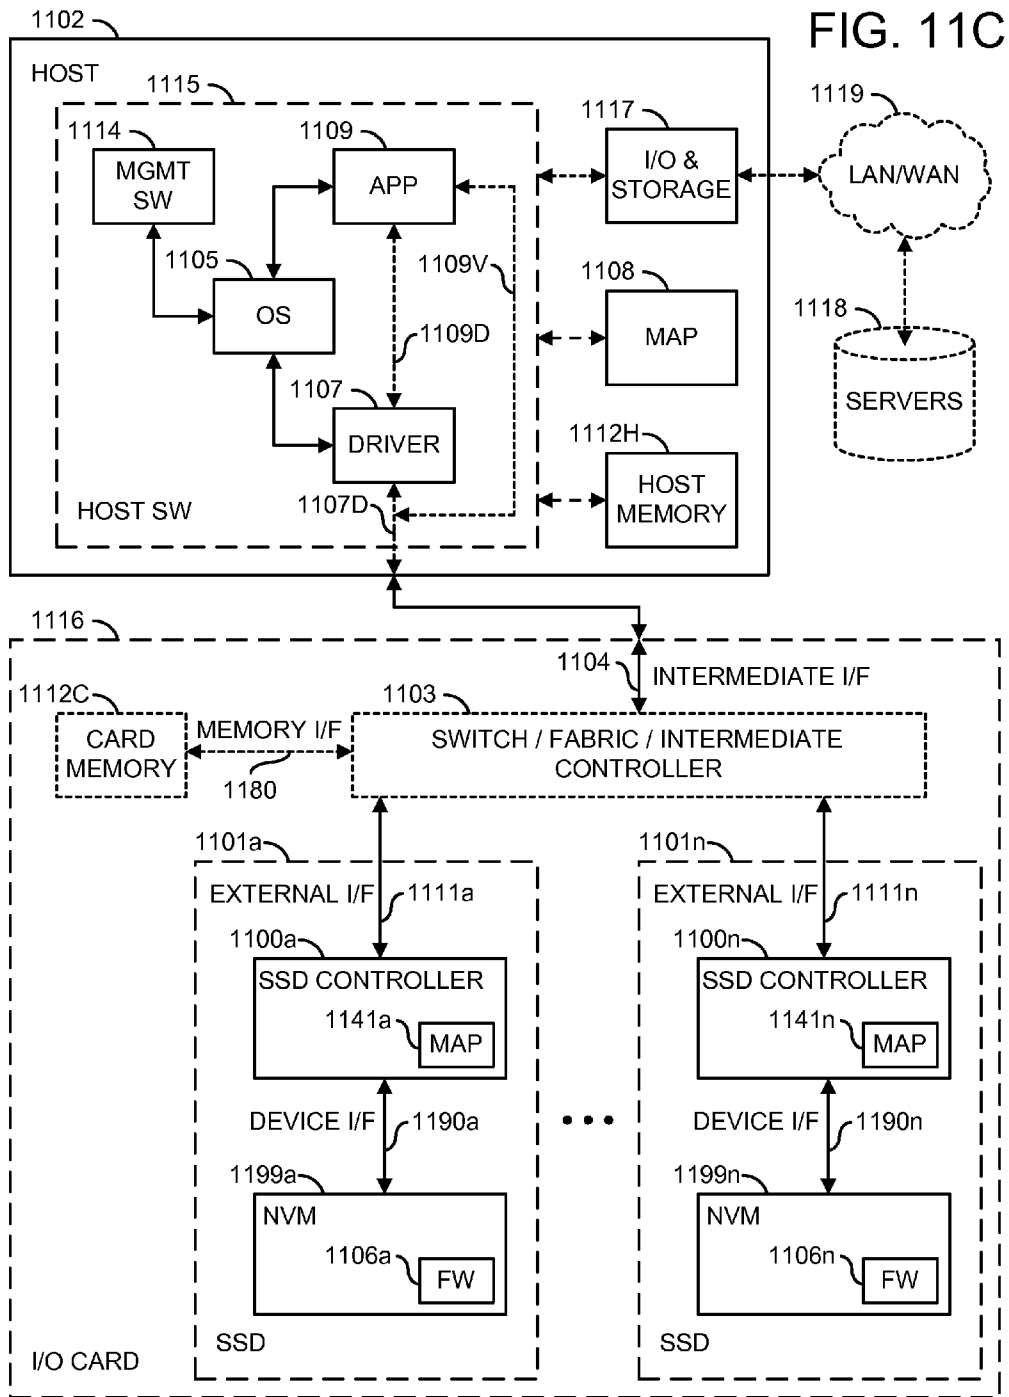 FIG. 11C
1102
HOST
1115
1114
MGMT
SW
1109
APP
1117
I/O &
STORAGE
1119
LAN/WAN
1105
OS
1109V
1109D
1108
MAP
1118
SERVERS
1107
DRIVER
1112H
HOST
MEMORY
1107D
HOST SW
1116
1104
INTERMEDIATE I/F
1112C
CARD
MEMORY
MEMORY I/F
1180
1103
SWITCH / FABRIC / INTERMEDIATE
CONTROLLER
1101a
EXTERNAL I/F
1111a
1100a
SSD CONTROLLER
1141a
MAP
DEVICE I/F
1190a
1199a
NVM
1106a
FW
SSD
1101n
EXTERNAL I/F
1111n
1100n
SSD CONTROLLER
1141n
MAP
DEVICE I/F
1190n
1199n
NVM
1106n
FW
SSD
I/O CARD